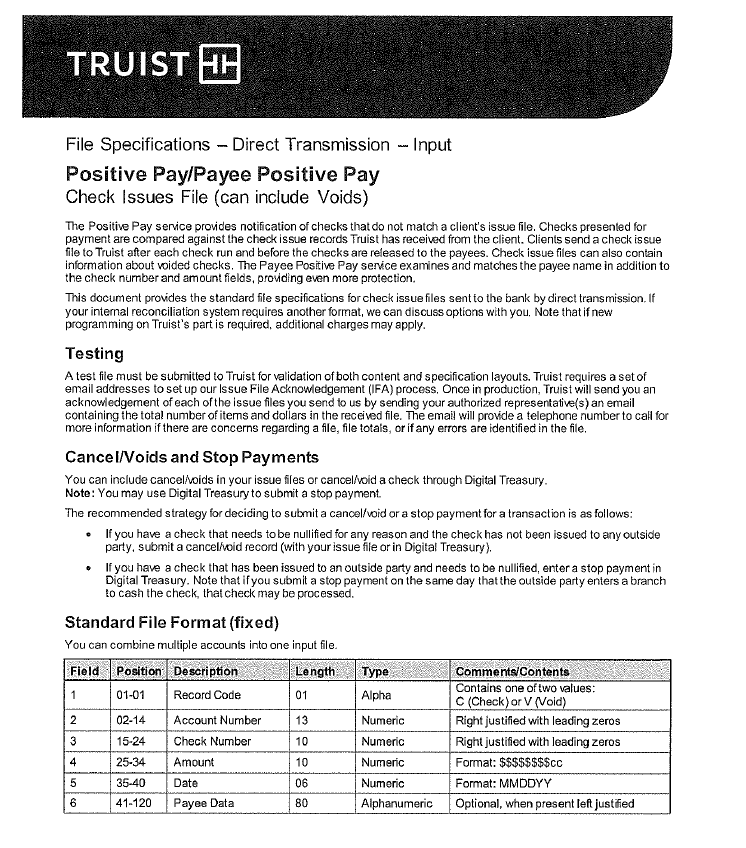 TRUIST
File Specifications – Direct Transmission – Input
Positive Pay/Payee Positive Pay
Check Issues File (can include Voids)
The Positive Pay service provides notification of checks that do not match a client's issue file. Checks presented for
payment are compared against the check issue records Truist has received from the client. Clients send a check issue
file to Truist after each check run and before the checks are released to the payees. Check issue files can also contain
information about voided checks. The Payee Positive Pay service examines and matches the payee name in addition to
the check number and amount fields, providing even more protection.
This document provides the standard file specifications for check issue files sent to the bank by direct transmission. If
your internal reconciliation system requires another format, we can discuss options with you. Note that if new
programming on Truist's part is required, additional charges may apply.
Testing
A test file must be submitted to Truist for validation of both content and specification layouts. Truist requires a set of
email addresses to set up our Issue File Acknowledgement (IFA) process. Once in production, Truist will send you an
acknowledgement of each of the issue files you send to us by sending your authorized representative(s) an email
containing the total number of items and dollars in the received file. The email will provide a telephone number to call for
more information if there are concerns regarding a file, file totals, or if any errors are identified in the file.
Cancel/Voids and Stop Payments
You can include cancel/voids in your issue files or cancel/void a check through Digital Treasury.
Note: You may use Digital Treasury to submit a stop payment.
The recommended strategy for deciding to submit a cancel/void or a stop payment for a transaction is as follows:
• If you have a check that needs to be nullified for any reason and the check has not been issued to any outside
party, submit a cancel/void record (with your issue file or in Digital Treasury).
• If you have a check that has been issued to an outside party and needs to be nullified, enter a stop payment in
Digital Treasury. Note that if you submit a stop payment on the same day that the outside party enters a branch
to cash the check, that check may be processed.
Standard File Format (fixed)
You can combine multiple accounts into one input file.
Field Position Description Length Type Comments/Contents
1 01-01 Record Code 01 Alpha Contains one of two values:
C (Check) or V (Void)
2 02-14 Account Number 13 Numeric Right justified with leading zeros
3 15-24 Check Number 10 Numeric Right justified with leading zeros
4 25-34 Amount 10 Numeric Format: $$$$$$$$cc
5 35-40 Date 06 Numeric Format: MMDDYY
6 41-120 Payee Data 80 Alphanumeric Optional, when present left justified